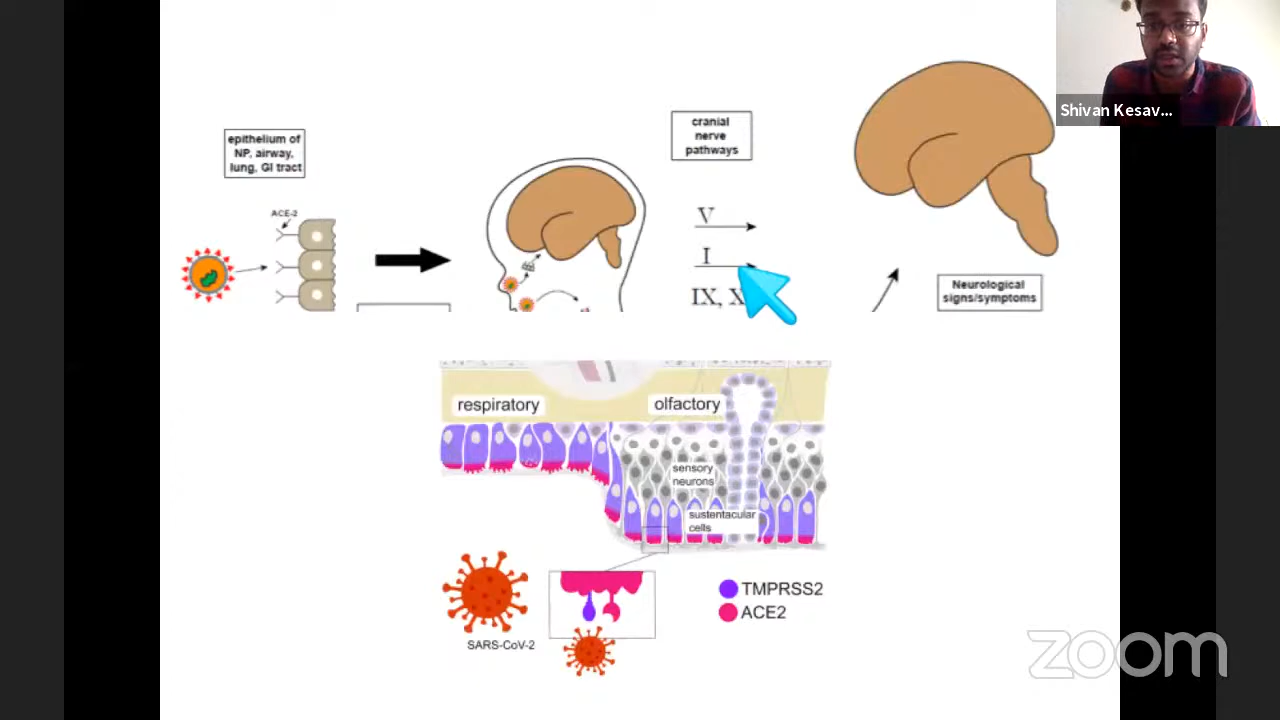 Shivan Kesav...
cranial
nerve
pathways
epithelium of
NP, airway,
lung, GI tract
ACE-2
V
I
IX, X
Neurological
signs/symptoms
respiratory
olfactory
sensory
neurons
sustentacular
cells
TMPRSS2
ACE2
SARS-CoV-2
zoom